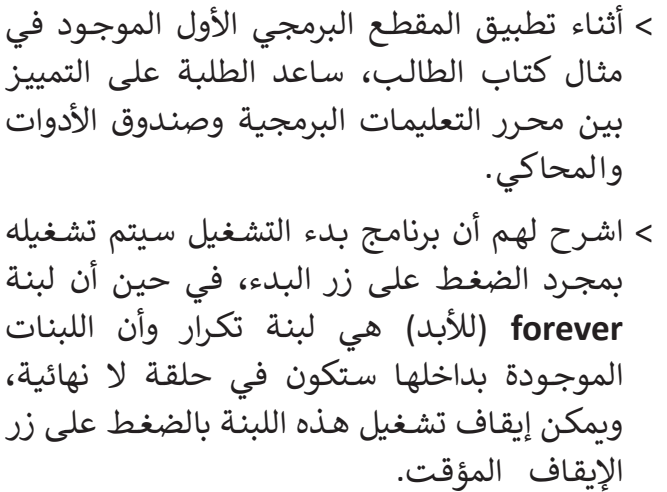 > أثناء تطبيق المقطع البرمجي الأول الموجود في
مثال كتاب الطالب، ساعد الطلبة على التمييز
بين محرر التعليمات البرمجية وصندوق الأدوات
والمحاكي.
> اشرح لهم أن برنامج بدء التشغيل سيتم تشغيله
بمجرد الضغط على زر البدء، في حين أن لبنة
forever (للأبد) هي لبنة تكرار وأن اللبنات
الموجودة بداخلها ستكون في حلقة لا نهائية،
ويمكن إيقاف تشغيل هذه اللبنة بالضغط على زر
الإيقاف المؤقت.